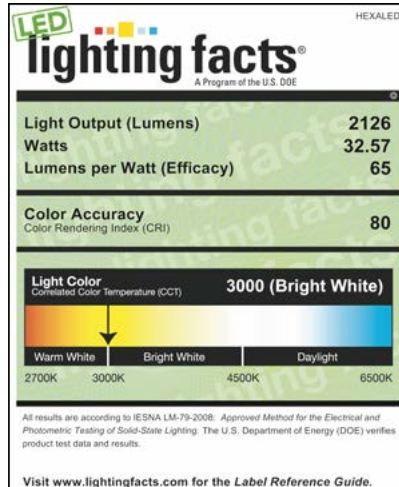 HEXALED
LED
lighting facts®
A Program of the U.S. DOE
Light Output (Lumens) 2126
Watts 32.57
Lumens per Watt (Efficacy) 65
Color Accuracy 80
Color Rendering Index (CRI)
Light Color 3000 (Bright White)
Correlated Color Temperature (CCT)
Warm White Bright White Daylight
2700K 3000K 4500K 6500K
All results are according to IESNA LM-79-2008: Approved Method for the Electrical and
Photometric Testing of Solid-State Lighting. The U.S. Department of Energy (DOE) verifies
product test data and results.
Visit www.lightingfacts.com for the Label Reference Guide.